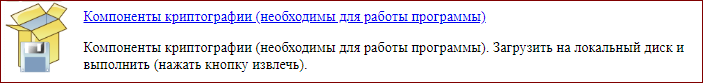 Компоненты криптографии (необходимы для работы программы)
Компоненты криптографии (необходимы для работы программы). Загрузить на локальный диск и
выполнить (нажать кнопку извлечь).